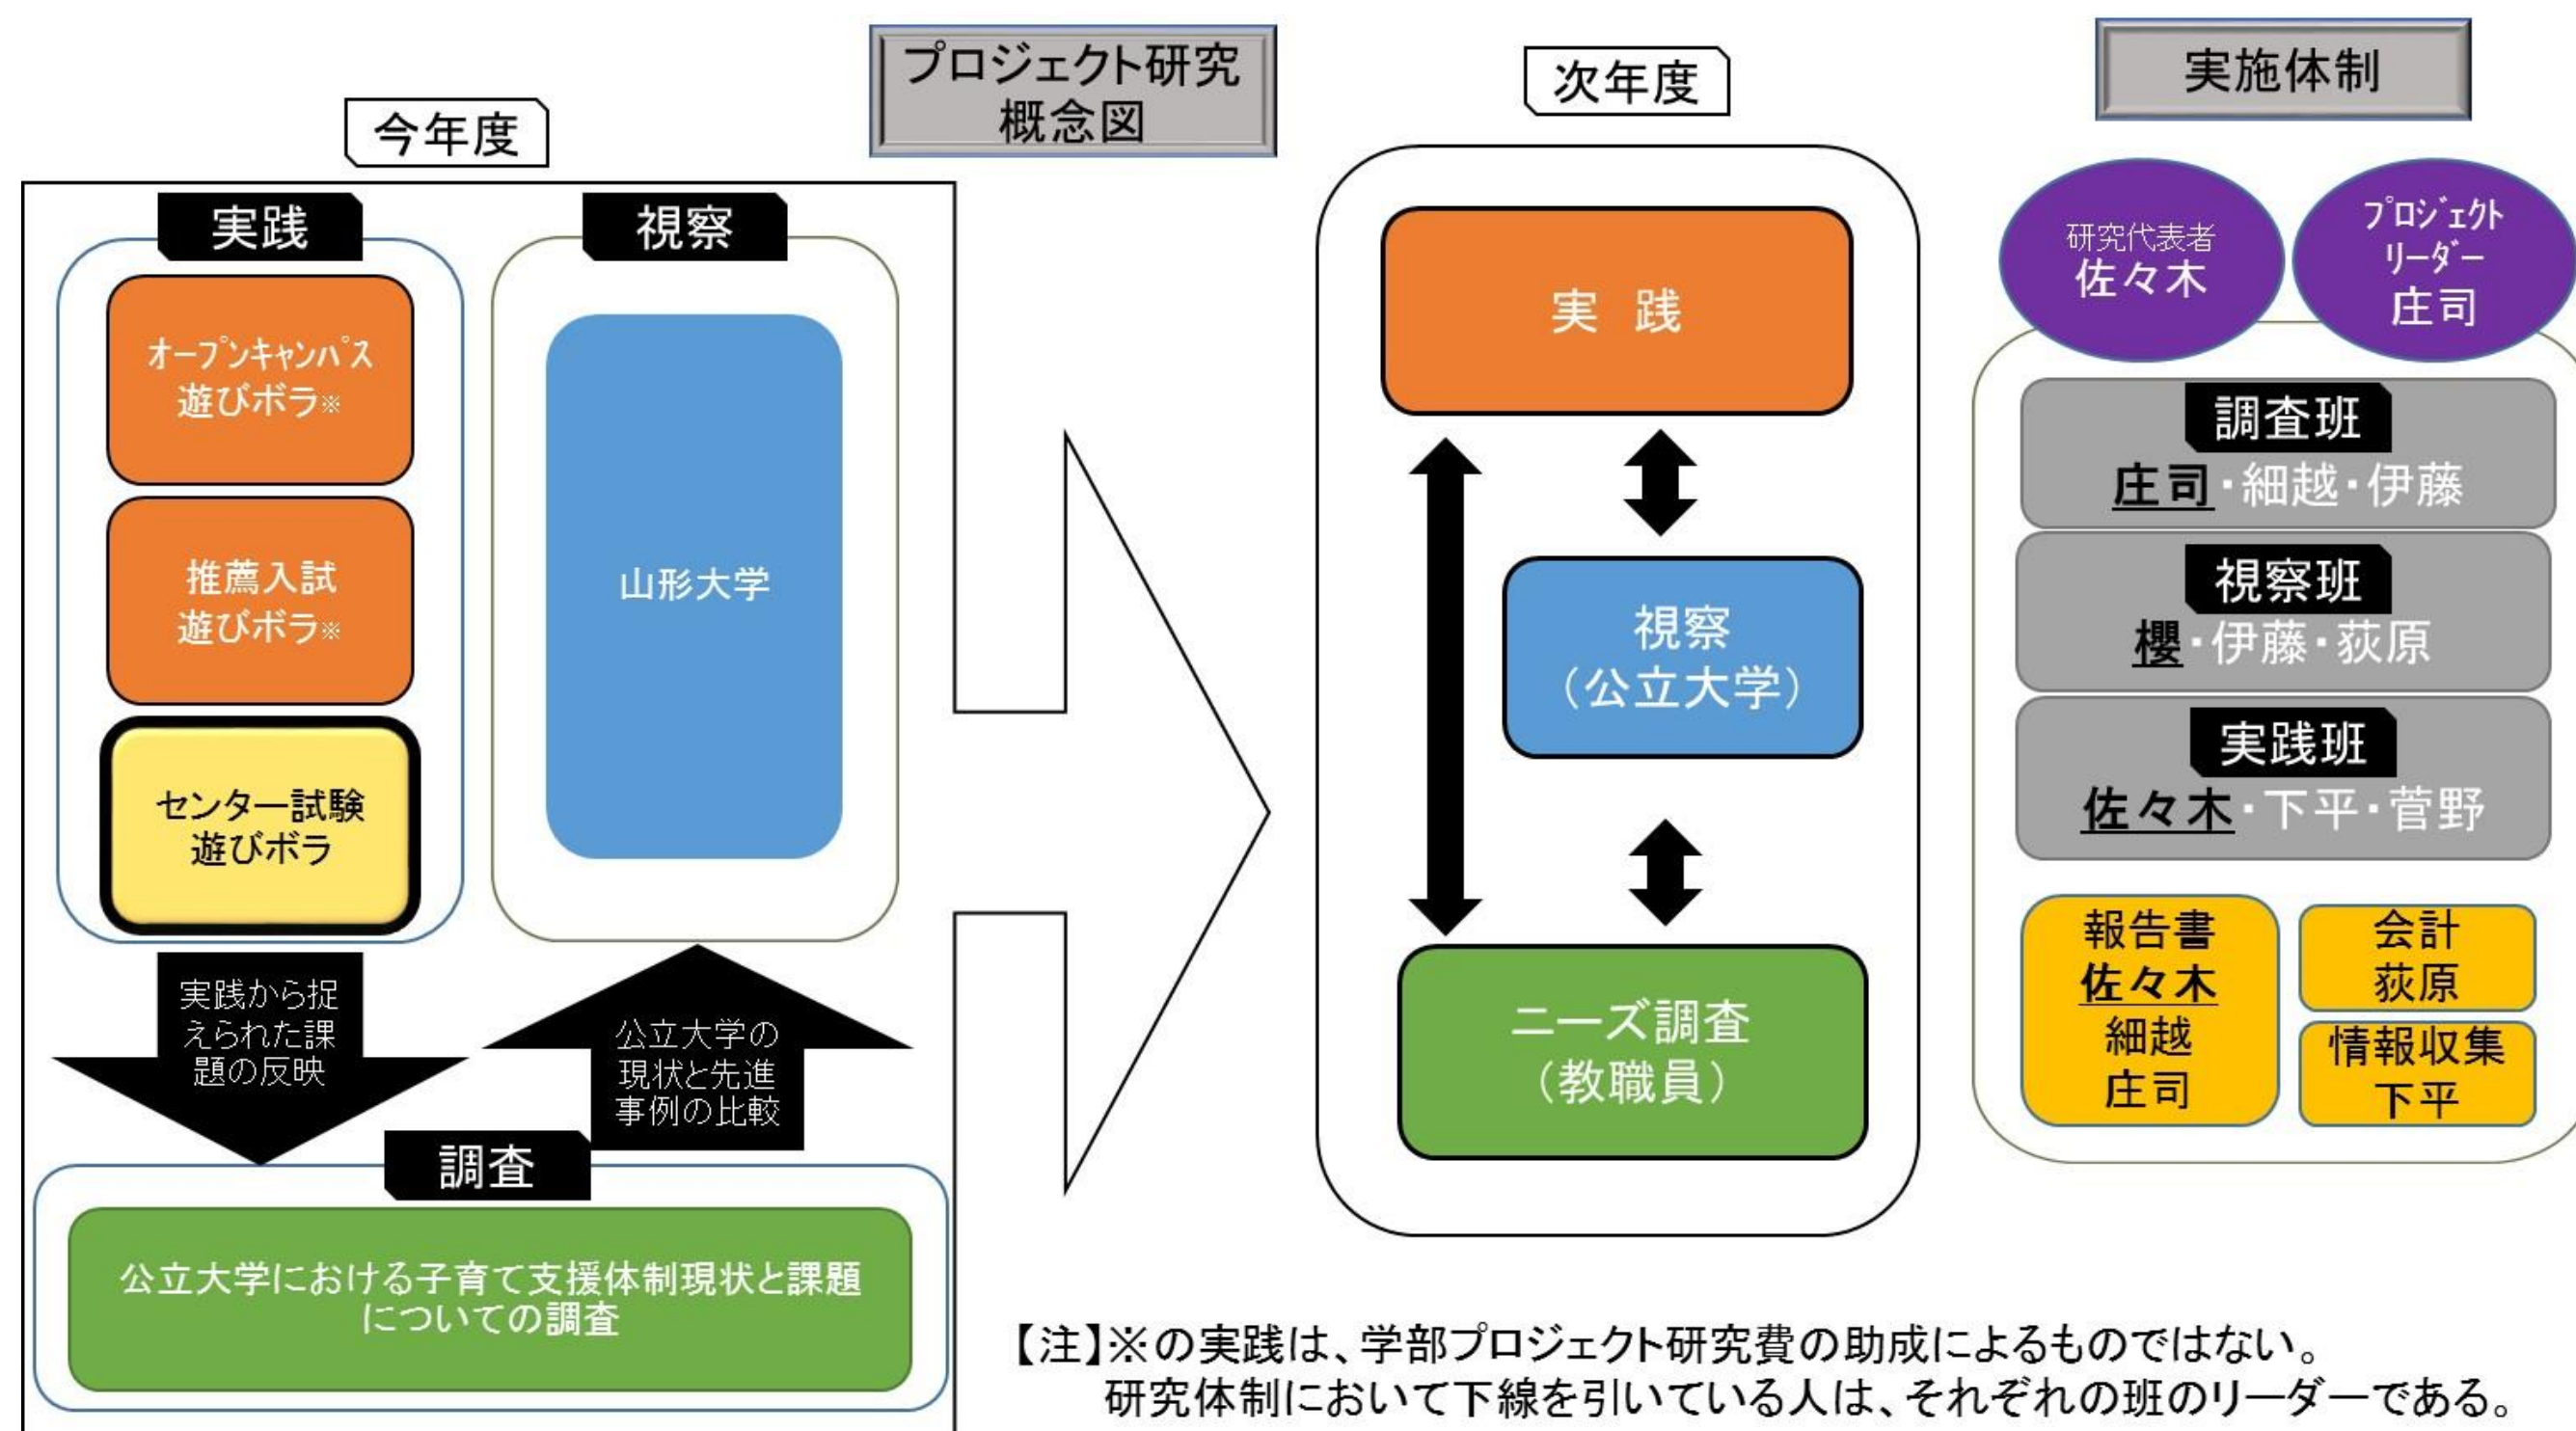 プロジェクト研究
概念図
今年度
実践
オープンキャンパス
遊びボラ※
推薦入試
遊びボラ※
センター試験
遊びボラ
視察
山形大学
実践から捉
えられた課
題の反映
公立大学の
現状と先進
事例の比較
調査
公立大学における子育て支援体制現状と課題
についての調査
次年度
実 践
視察
（公立大学）
ニーズ調査
（教職員）
実施体制
研究代表者
佐々木
プロジェクト
リーダー
庄司
調査班
庄司・細越・伊藤
視察班
櫻・伊藤・荻原
実践班
佐々木・下平・菅野
報告書
佐々木
細越
庄司
会計
荻原
情報収集
下平
【注】※の実践は、学部プロジェクト研究費の助成によるものではない。
研究体制において下線を引いている人は、それぞれの班のリーダーである。